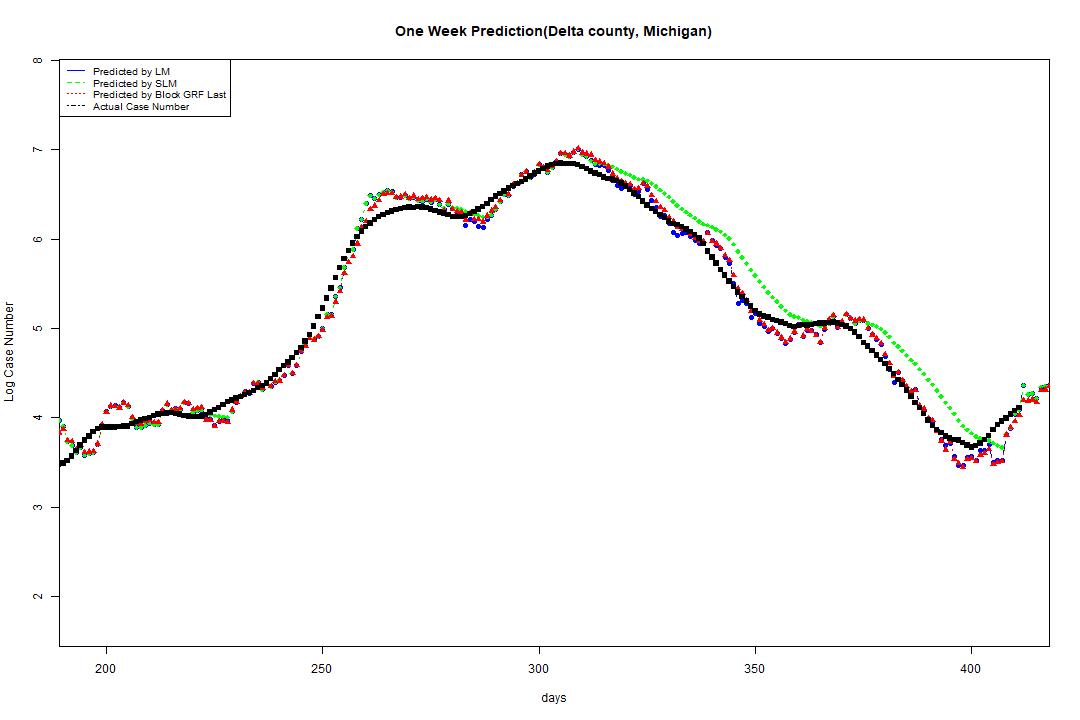 One Week Prediction(Delta county, Michigan)
Predicted by LM
Predicted by SLM
Predicted by Block GRF Last
Actual Case Number
8
7
6
5
4
3
2
Log Case Number
200 250 300 350 400
days